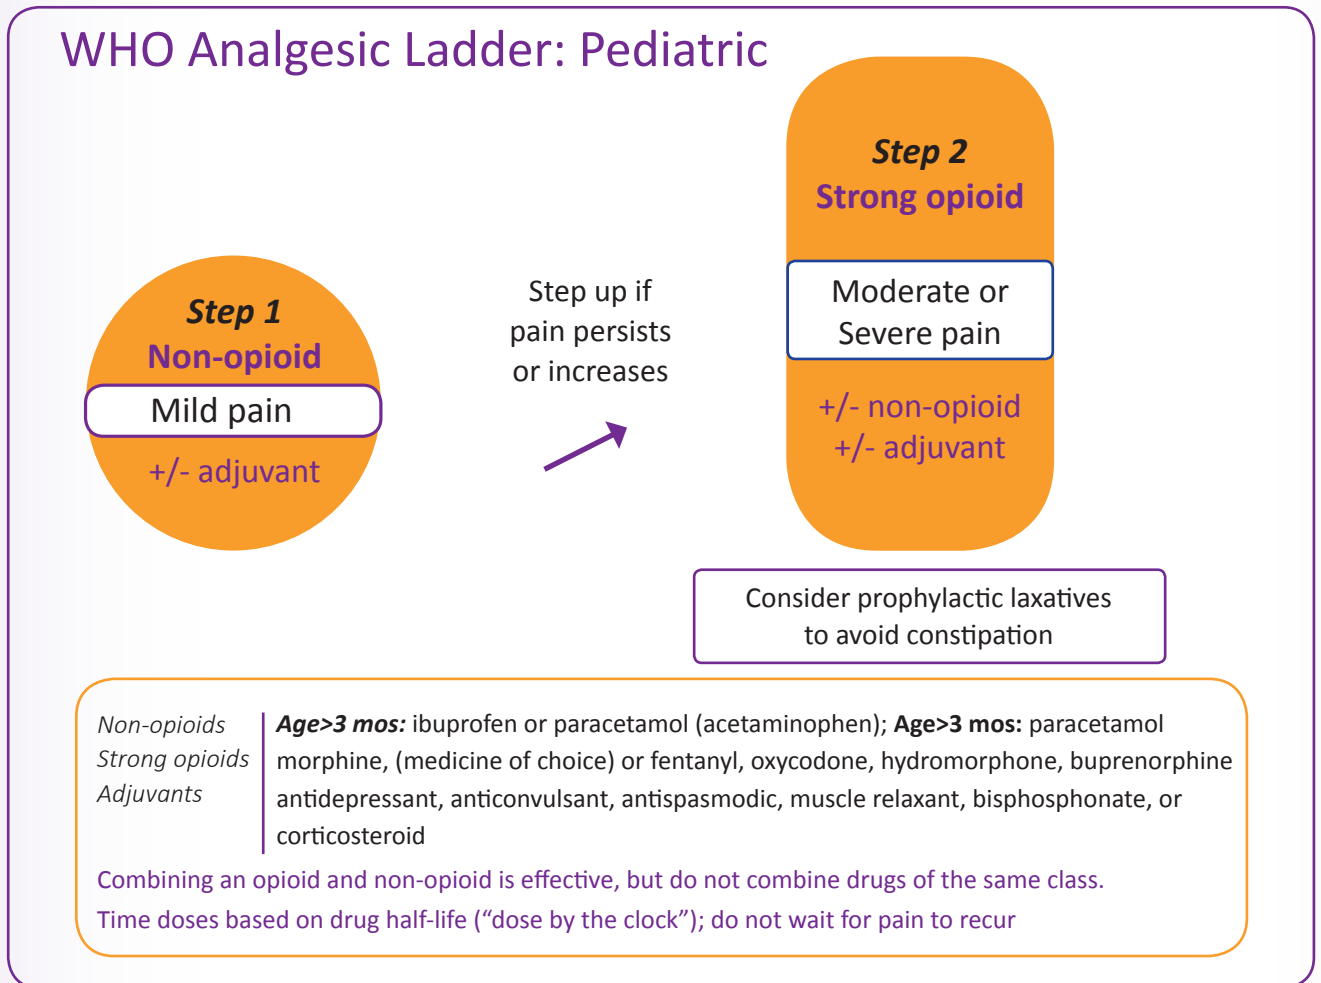 WHO Analgesic Ladder: Pediatric
Step 1
Non-opioid
Mild pain
+/- adjuvant
Step up if
pain persists
or increases
Step 2
Strong opioid
Moderate or
Severe pain
+/- non-opioid
+/- adjuvant
Consider prophylactic laxatives
to avoid constipation
Non-opioids
Strong opioids
Adjuvants
Age>3 mos: ibuprofen or paracetamol (acetaminophen); Age>3 mos: paracetamol
morphine, (medicine of choice) or fentanyl, oxycodone, hydromorphone, buprenorphine
antidepressant, anticonvulsant, antispasmodic, muscle relaxant, bisphosphonate, or
corticosteroid
Combining an opioid and non-opioid is effective, but do not combine drugs of the same class.
Time doses based on drug half-life (“dose by the clock”); do not wait for pain to recur